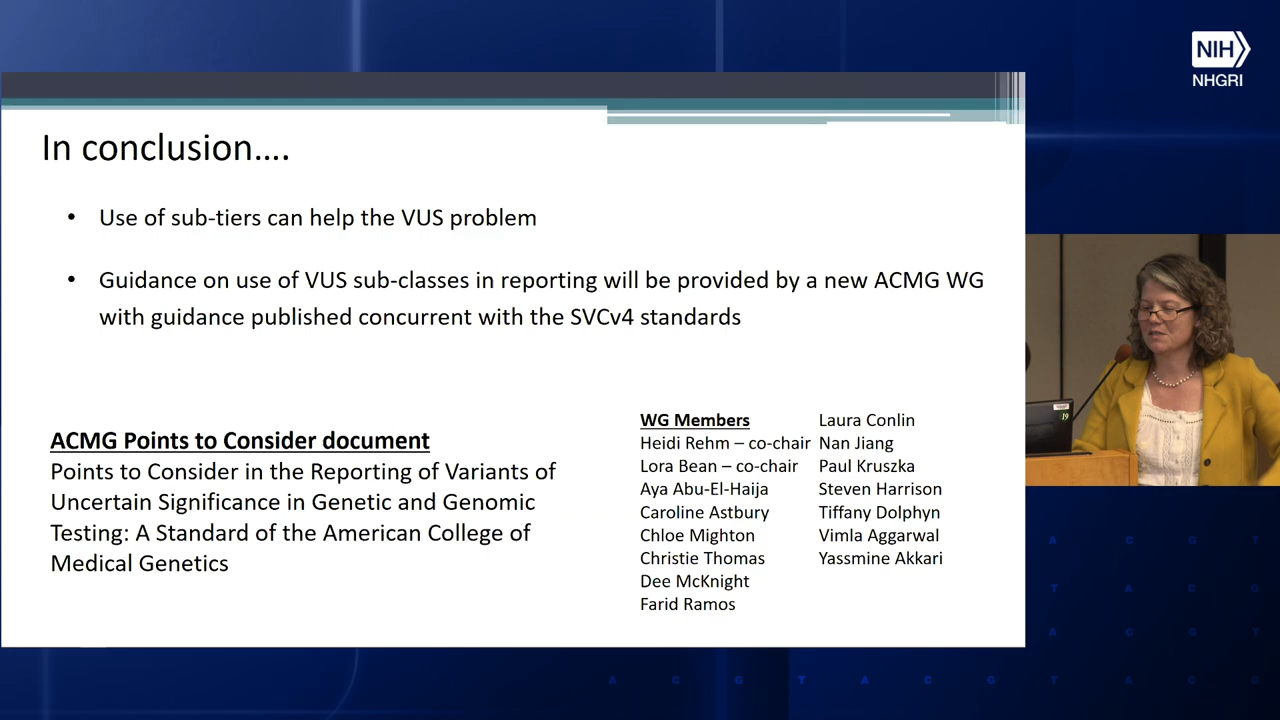 NIH
NHGRI
In conclusion....
• Use of sub-tiers can help the VUS problem
• Guidance on use of VUS sub-classes in reporting will be provided by a new ACMG WG
with guidance published concurrent with the SVCv4 standards
ACMG Points to Consider document
Points to Consider in the Reporting of Variants of
Uncertain Significance in Genetic and Genomic
Testing: A Standard of the American College of
Medical Genetics
WG Members
Heidi Rehm – co-chair
Lora Bean – co-chair
Aya Abu-El-Haija
Caroline Astbury
Chloe Mighton
Christie Thomas
Dee McKnight
Farid Ramos
Laura Conlin
Nan Jiang
Paul Kruszka
Steven Harrison
Tiffany Dolphyn
Vimla Aggarwal
Yassmine Akkari
19
A C G T
T A C G
A C G T
A C G T A C G T A C G